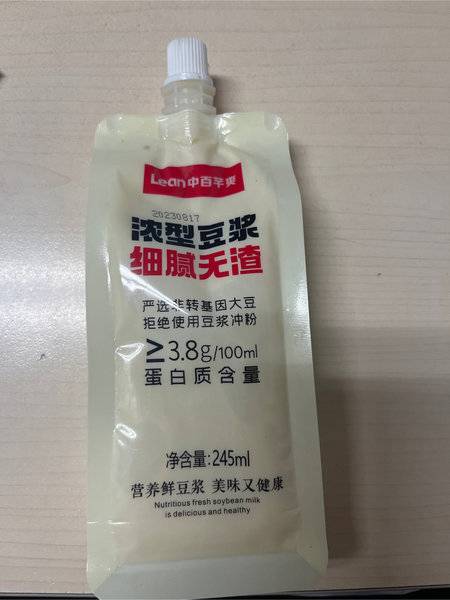 Lean中百芊爽
20230817
浓型豆浆
细腻无渣
严选非转基因大豆
拒绝使用豆浆冲粉
≥3.8g/100ml
蛋白质含量
净含量:245ml
营养鲜豆浆 美味又健康
Nutritious fresh soybean milk
is delicious and healthy